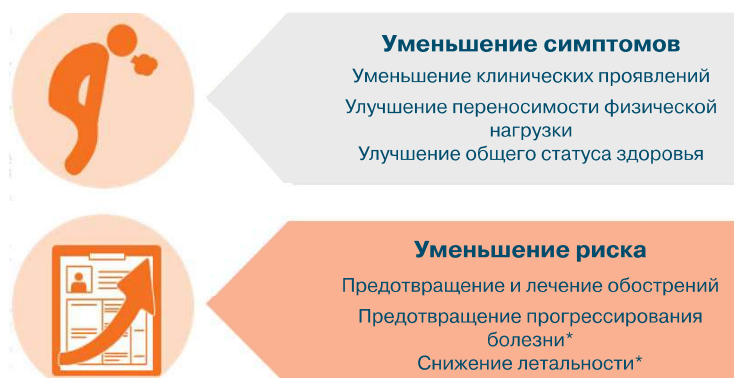 Уменьшение симптомов
Уменьшение клинических проявлений
Улучшение переносимости физической
нагрузки
Улучшение общего статуса здоровья
Уменьшение риска
Предотвращение и лечение обострений
Предотвращение прогрессирования
болезни*
Снижение летальности*